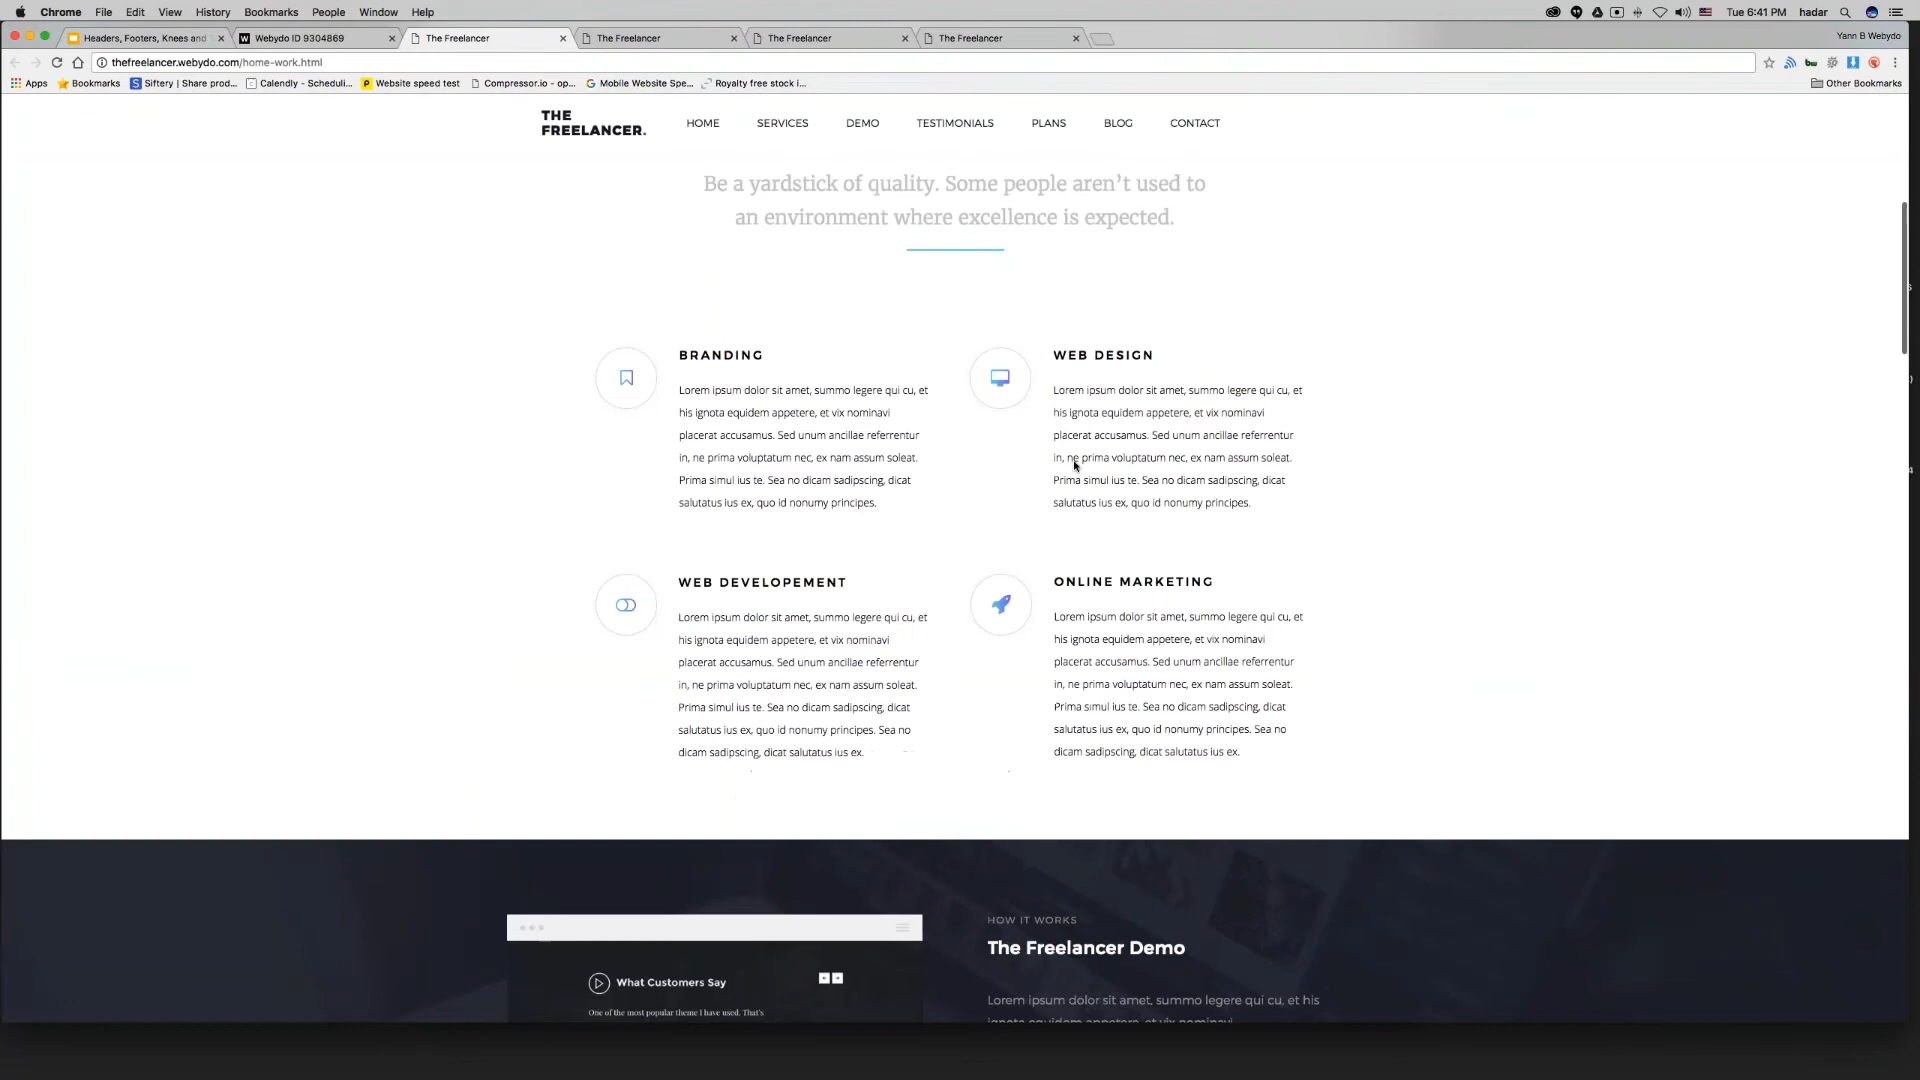 Chrome File Edit View History Bookmarks People Window Help Tue 6:41 PM hadar
Headers, Footers, Knees and Webydo ID 9304869 The Freelancer The Freelancer The Freelancer The Freelancer Yann B Webydo
thefreelancer.webydo.com/home-work.html
Apps Bookmarks Siftery | Share prod... Calendly - Scheduli... Website speed test Compressor.io - op... Mobile Website Spe... Royalty free stock i... Other Bookmarks
THE
FREELANCER.
HOME SERVICES DEMO TESTIMONIALS PLANS BLOG CONTACT
Be a yardstick of quality. Some people aren't used to
an environment where excellence is expected.
BRANDING
Lorem ipsum dolor sit amet, summo legere qui cu, et
his ignota equidem appetere, et vix nominavi
placerat accusamus. Sed unum ancillae referrentur
in, ne prima voluptatum nec, ex nam assum soleat.
Prima simul ius te. Sea no dicam sadipscing, dicat
salutatus ius ex, quo id nonumy principes.
WEB DESIGN
Lorem ipsum dolor sit amet, summo legere qui cu, et
his ignota equidem appetere, et vix nominavi
placerat accusamus. Sed unum ancillae referrentur
in, ne prima voluptatum nec, ex nam assum soleat.
Prima simul ius te. Sea no dicam sadipscing, dicat
salutatus ius ex, quo id nonumy principes.
WEB DEVELOPEMENT
Lorem ipsum dolor sit amet, summo legere qui cu, et
his ignota equidem appetere, et vix nominavi
placerat accusamus. Sed unum ancillae referrentur
in, ne prima voluptatum nec, ex nam assum soleat.
Prima simul ius te. Sea no dicam sadipscing, dicat
salutatus ius ex, quo id nonumy principes. Sea no
dicam sadipscing, dicat salutatus ius ex.
ONLINE MARKETING
Lorem ipsum dolor sit amet, summo legere qui cu, et
his ignota equidem appetere, et vix nominavi
placerat accusamus. Sed unum ancillae referrentur
in, ne prima voluptatum nec, ex nam assum soleat.
Prima simul ius te. Sea no dicam sadipscing, dicat
salutatus ius ex, quo id nonumy principes. Sea no
dicam sadipscing, dicat salutatus ius ex.
What Customers Say
One of the most popular theme I have used. That's
HOW IT WORKS
The Freelancer Demo
Lorem ipsum dolor sit amet, summo legere qui cu, et his
ignota equidem appetere, et vix nominavi